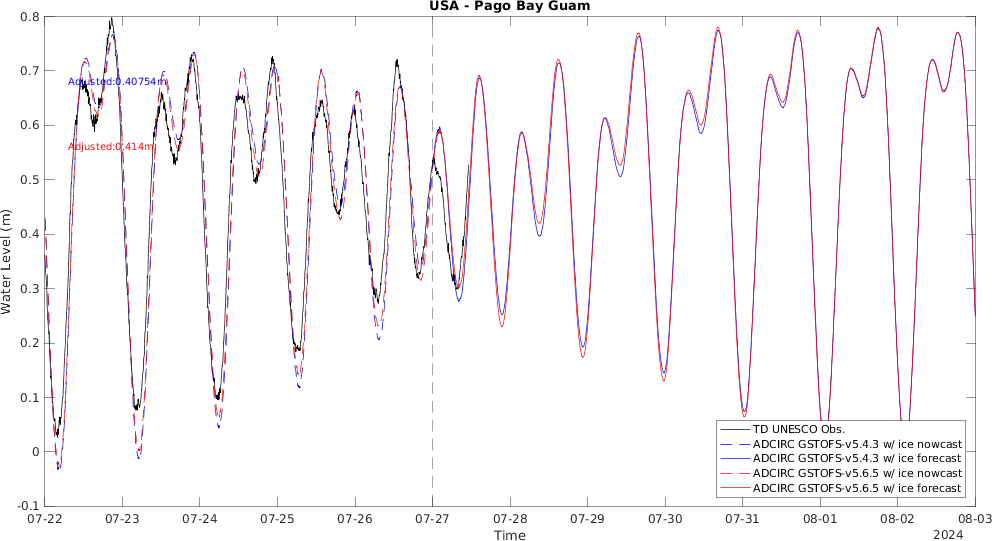 USA - Pago Bay Guam
0.8
0.7
Adjusted:0.40754m
0.6
Adjusted:0.414m
0.5
0.4
0.3
0.2
0.1
0
-0.1
Water Level (m)
TD UNESCO Obs.
ADCIRC GSTOFS-v5.4.3 w/ ice nowcast
ADCIRC GSTOFS-v5.4.3 w/ ice forecast
ADCIRC GSTOFS-v5.6.5 w/ ice nowcast
ADCIRC GSTOFS-v5.6.5 w/ ice forecast
07-22 07-23 07-24 07-25 07-26 07-27 07-28 07-29 07-30 07-31 08-01 08-02 08-03
Time
2024